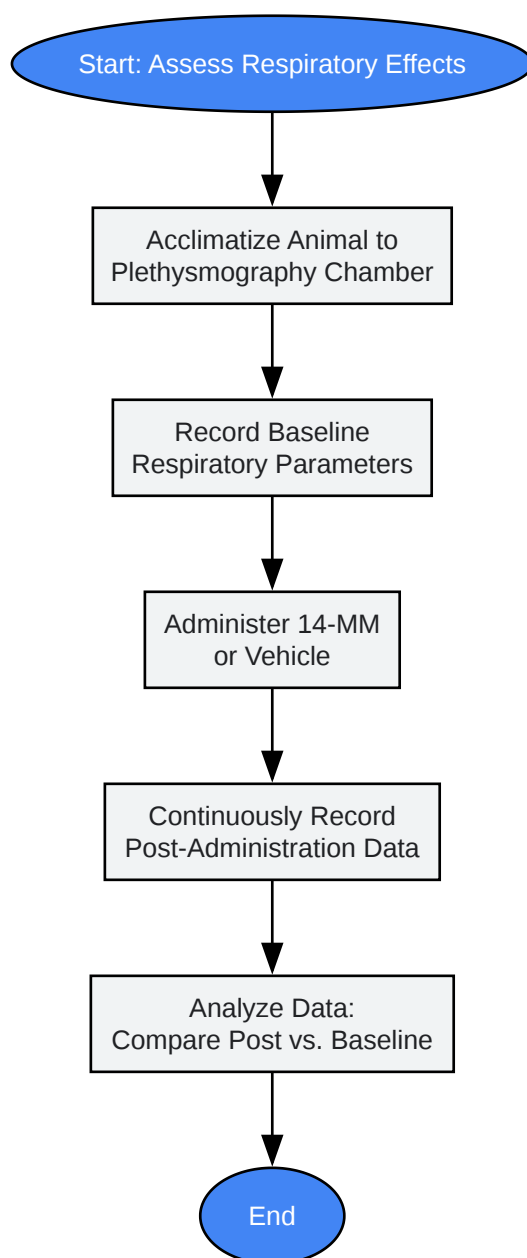 Start: Assess Respiratory Effects
Acclimatize Animal to
Plethysmography Chamber
Record Baseline
Respiratory Parameters
Administer 14-MM
or Vehicle
Continuously Record
Post-Administration Data
Analyze Data:
Compare Post vs. Baseline
End